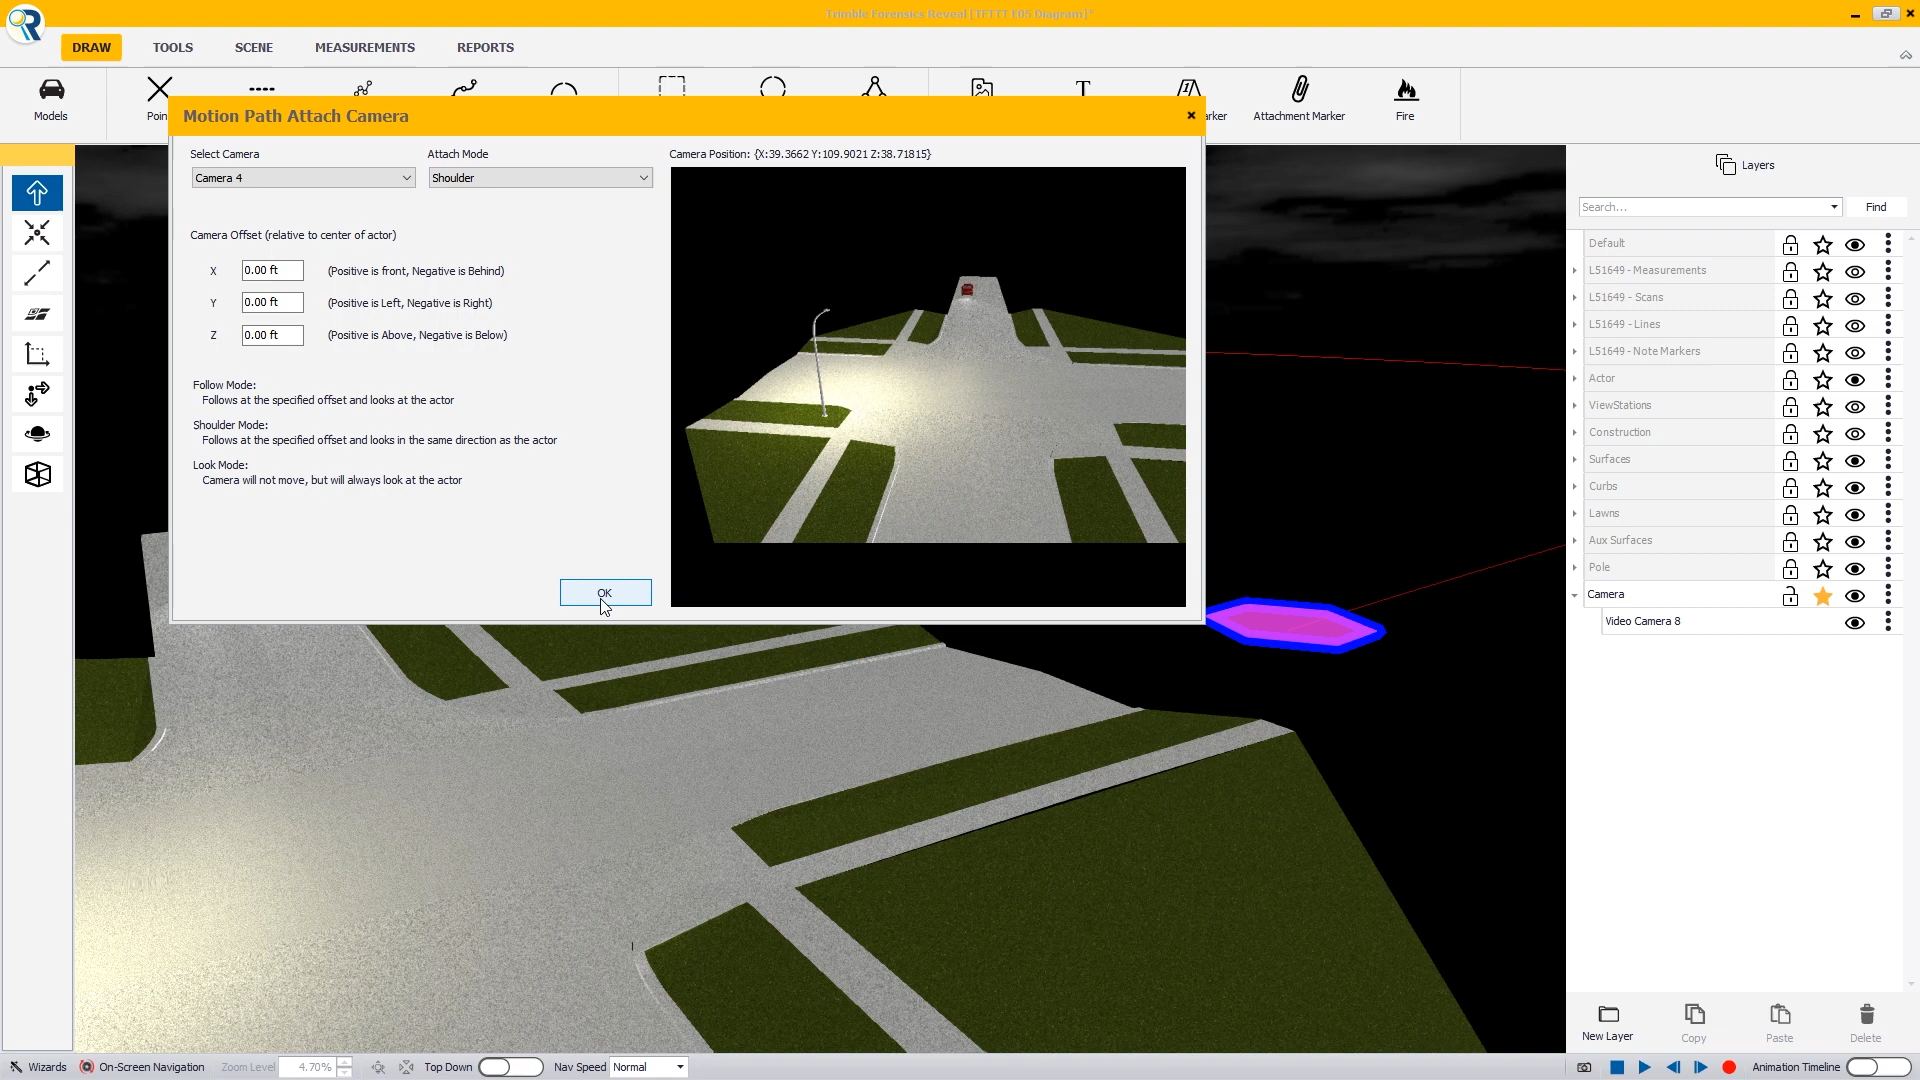 Trimble Forensics Reveal [TFTTT E05 Diagram]*
DRAW TOOLS SCENE MEASUREMENTS REPORTS
Models Poin rker Attachment Marker Fire
Motion Path Attach Camera
Select Camera Attach Mode Camera Position: {X:39.3662 Y:109.9021 Z:38.71815}
Camera 4 Shoulder
Camera Offset (relative to center of actor)
X 0.00 ft (Positive is front, Negative is Behind)
Y 0.00 ft (Positive is Left, Negative is Right)
Z 0.00 ft (Positive is Above, Negative is Below)
Follow Mode:
Follows at the specified offset and looks at the actor
Shoulder Mode:
Follows at the specified offset and looks in the same direction as the actor
Look Mode:
Camera will not move, but will always look at the actor
OK
Layers
Search... Find
Default
L51649 - Measurements
L51649 - Scans
L51649 - Lines
L51649 - Note Markers
Actor
ViewStations
Construction
Surfaces
Curbs
Lawns
Aux Surfaces
Pole
Camera
Video Camera 8
New Layer Copy Paste Delete
Wizards On-Screen Navigation Zoom Level 4.70% Top Down Nav Speed Normal Animation Timeline